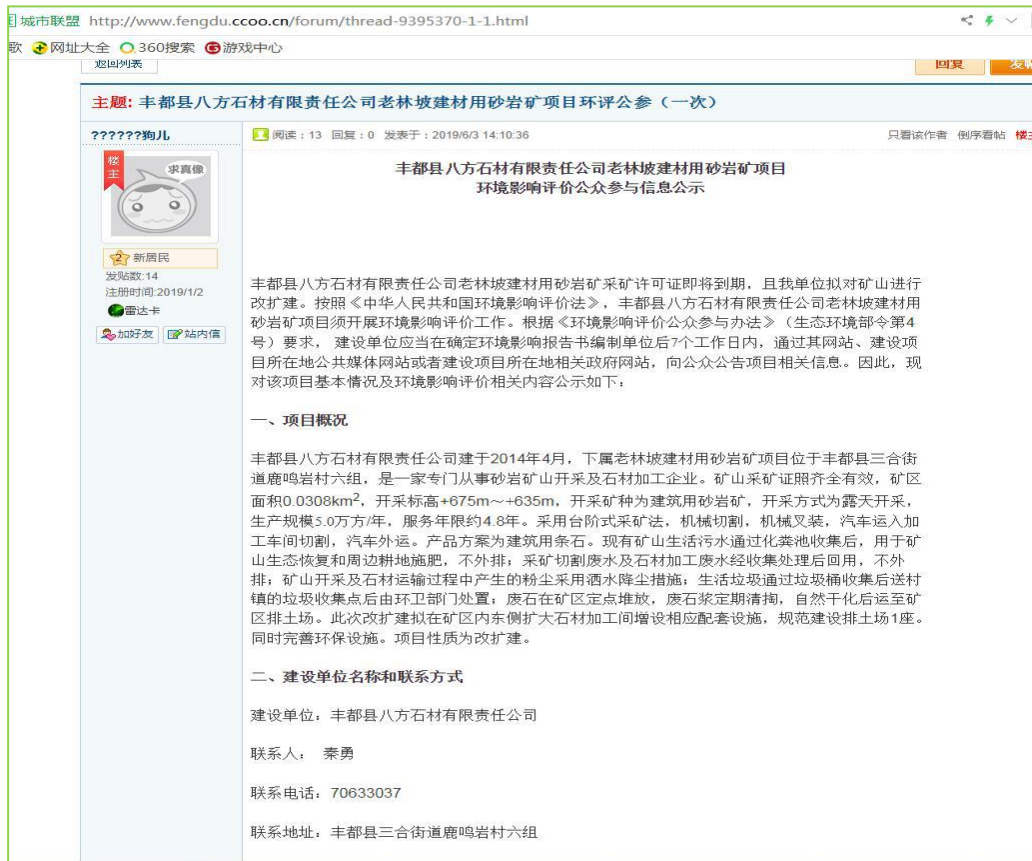 城市联盟 http://www.fengdu.ccoo.cn/forum/thread-9395370-1-1.html
歌 网址大全 360搜索 游戏中心
返回列表 回复 发帖
主题: 丰都县八方石材有限责任公司老林坡建材用砂岩矿项目环评公参（一次）
??????狗儿 阅读：13 回复：0 发表于：2019/6/3 14:10:36 只看该作者 倒序看帖 楼主
楼主
求真像
2 新居民
发贴数:14
注册时间:2019/1/2
雷达卡
加好友 站内信
丰都县八方石材有限责任公司老林坡建材用砂岩矿项目
环境影响评价公众参与信息公示
丰都县八方石材有限责任公司老林坡建材用砂岩矿采矿许可证即将到期，且我单位拟对矿山进行
改扩建。按照《中华人民共和国环境影响评价法》，丰都县八方石材有限责任公司老林坡建材用
砂岩矿项目须开展环境影响评价工作。根据《环境影响评价公众参与办法》（生态环境部令第4
号）要求， 建设单位应当在确定环境影响报告书编制单位后7个工作日内，通过其网站、建设项
目所在地公共媒体网站或者建设项目所在地相关政府网站，向公众公告项目相关信息。因此，现
对该项目基本情况及环境影响评价相关内容公示如下：
一、项目概况
丰都县八方石材有限责任公司建于2014年4月，下属老林坡建材用砂岩矿项目位于丰都县三合街
道鹿鸣岩村六组，是一家专门从事砂岩矿山开采及石材加工企业。矿山采矿证照齐全有效，矿区
面积0.0308km²，开采标高+675m～+635m，开采矿种为建筑用砂岩矿，开采方式为露天开采，
生产规模5.0万方/年，服务年限约4.8年。采用台阶式采矿法，机械切割，机械叉装，汽车运入加
工车间切割，汽车外运。产品方案为建筑用条石。现有矿山生活污水通过化粪池收集后，用于矿
山生态恢复和周边耕地施肥，不外排；采矿切割废水及石材加工废水经收集处理后回用，不外
排；矿山开采及石材运输过程中产生的粉尘采用洒水降尘措施；生活垃圾通过垃圾桶收集后送村
镇的垃圾收集点后由环卫部门处置；废石在矿区定点堆放，废石浆定期清掏，自然干化后运至矿
区排土场。此次改扩建拟在矿区内东侧扩大石材加工间增设相应配套设施，规范建设排土场1座。
同时完善环保设施。项目性质为改扩建。
二、建设单位名称和联系方式
建设单位：丰都县八方石材有限责任公司
联系人： 秦勇
联系电话：70633037
联系地址：丰都县三合街道鹿鸣岩村六组